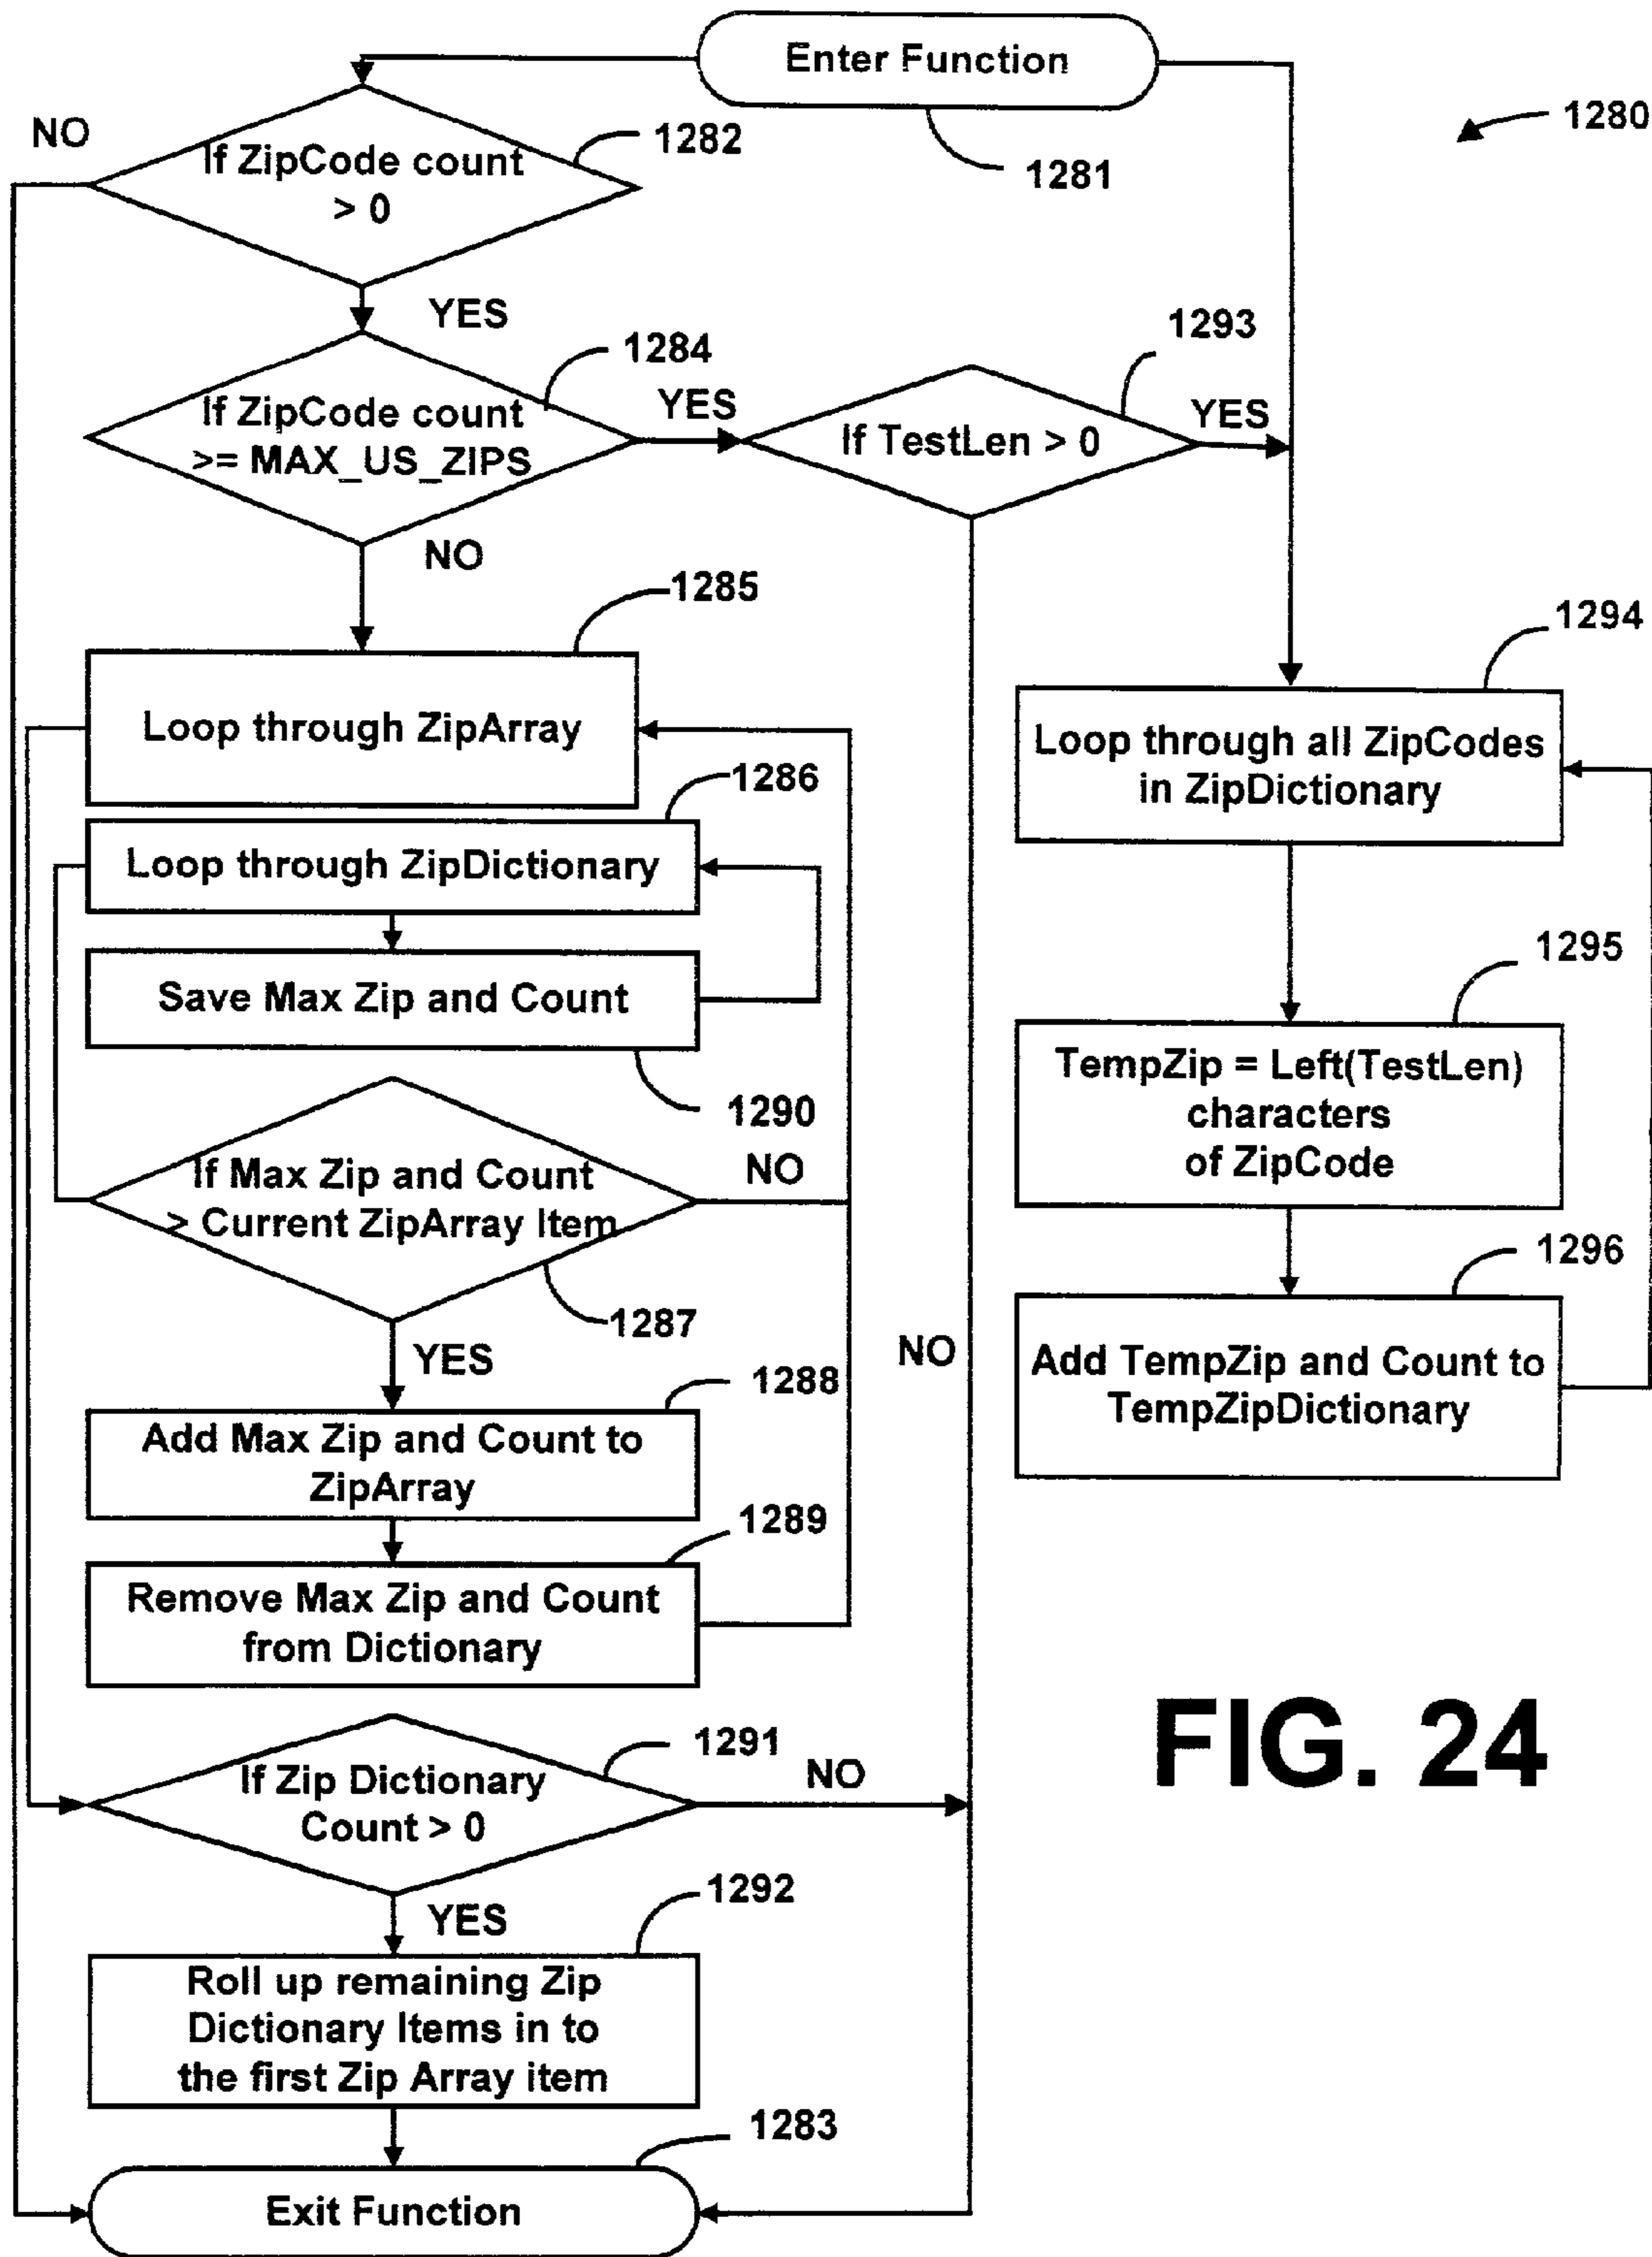 Enter Function
1280
1281
NO
If ZipCode count
> 0
1282
YES
If ZipCode count
>= MAX_US_ZIPS
1284
YES
If TestLen > 0
1293
YES
NO
1285
Loop through ZipArray
1286
Loop through ZipDictionary
Save Max Zip and Count
1290
If Max Zip and Count
> Current ZipArray Item
NO
1287
YES
1288
Add Max Zip and Count to
ZipArray
1289
Remove Max Zip and Count
from Dictionary
1291
If Zip Dictionary
Count > 0
NO
YES
1292
Roll up remaining Zip
Dictionary Items in to
the first Zip Array item
1283
Exit Function
NO
1294
Loop through all ZipCodes
in ZipDictionary
1295
TempZip = Left(TestLen)
characters
of ZipCode
1296
Add TempZip and Count to
TempZipDictionary
FIG. 24